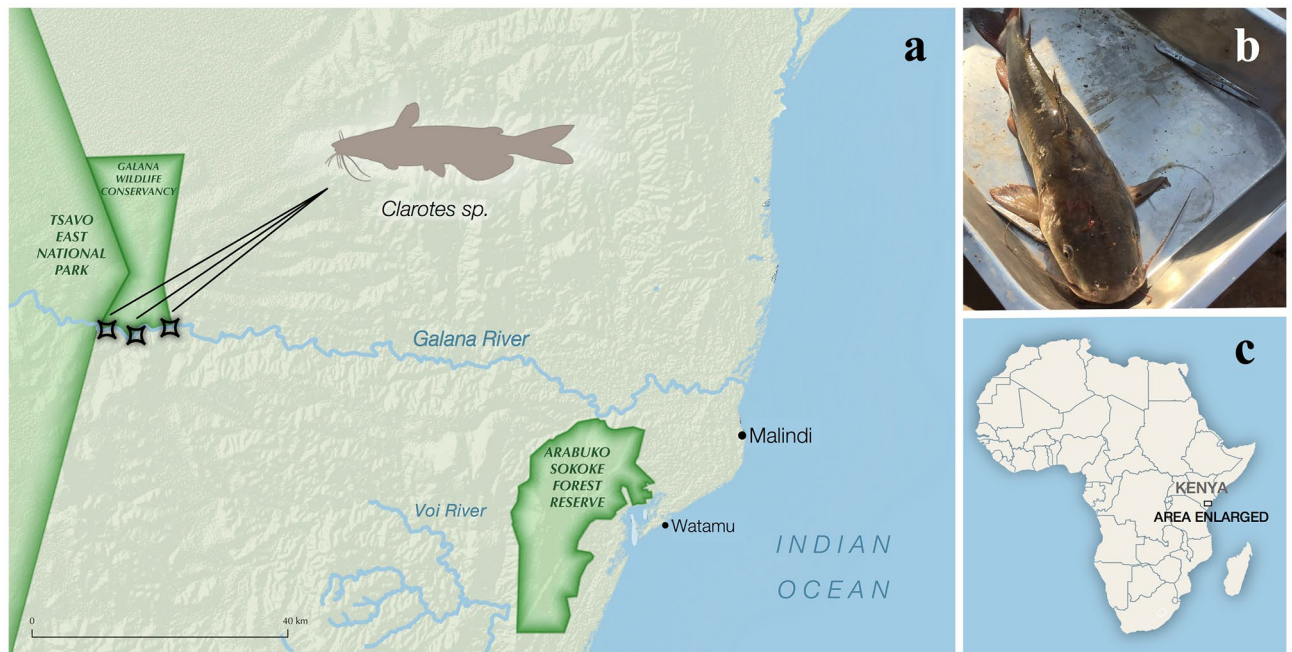 a
GALANA
WILDLIFE
CONSERVANCY
TSAVO
EAST
NATIONAL
PARK
Clarotes sp.
Galana River
Malindi
ARABUKO
SOKOKE
FOREST
RESERVE
Voi River
Watamu
INDIAN
OCEAN
0
40 km
b
c
KENYA
AREA ENLARGED